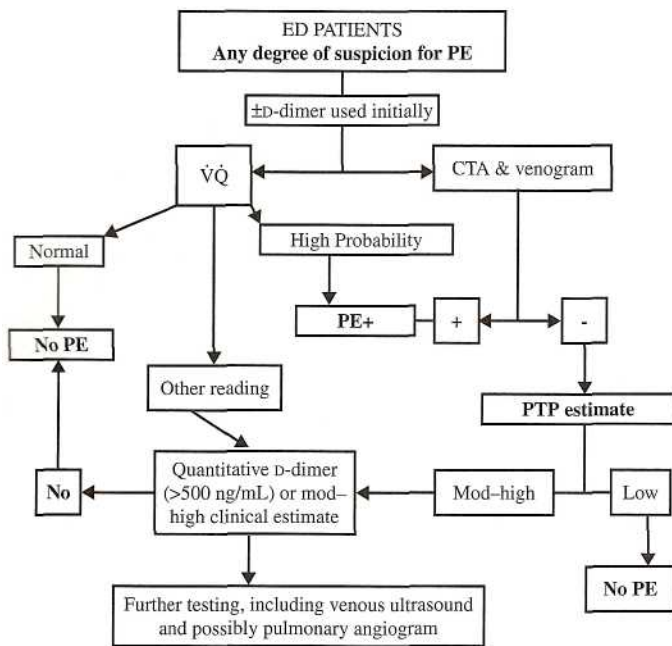 ED PATIENTS
Any degree of suspicion for PE
±D-dimer used initially
V̇Q̇
CTA & venogram
Normal
High Probability
No PE
PE+
+
-
Other reading
PTP estimate
No
Quantitative D-dimer
(>500 ng/mL) or mod–
high clinical estimate
Mod–high
Low
No PE
Further testing, including venous ultrasound
and possibly pulmonary angiogram